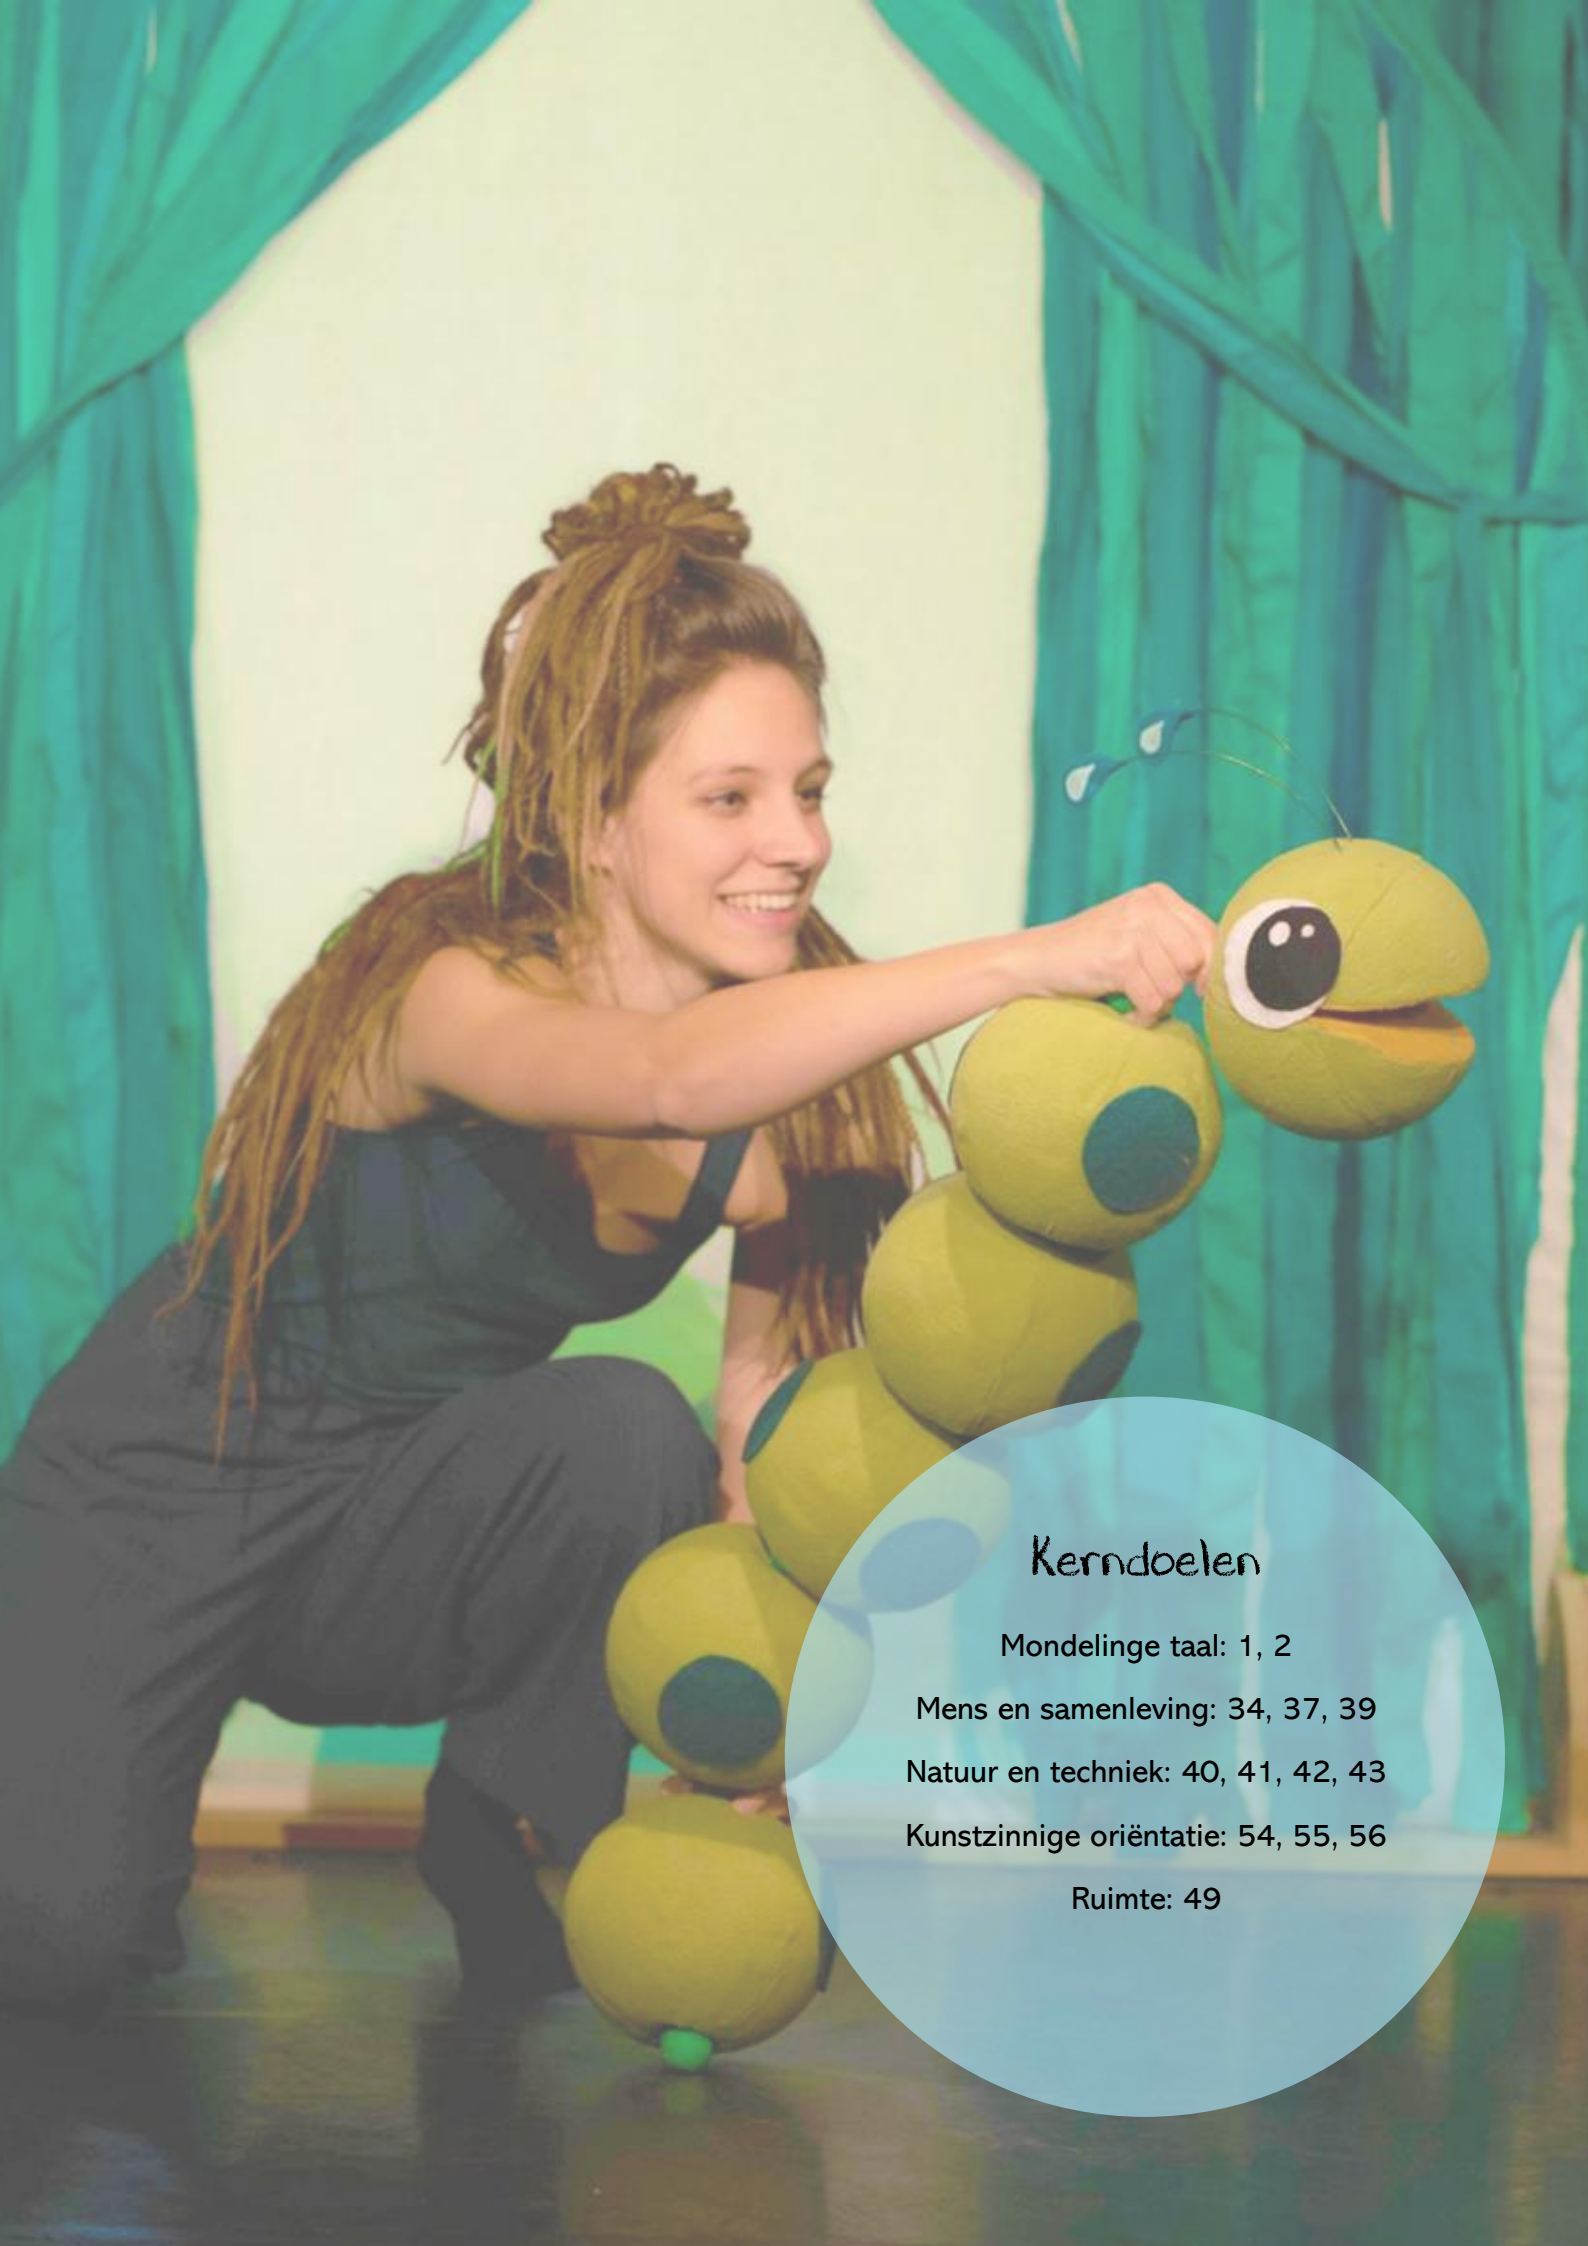 Kerndoelen
Mondelinge taal: 1, 2
Mens en samenleving: 34, 37, 39
Natuur en techniek: 40, 41, 42, 43
Kunstzinnige oriëntatie: 54, 55, 56
Ruimte: 49